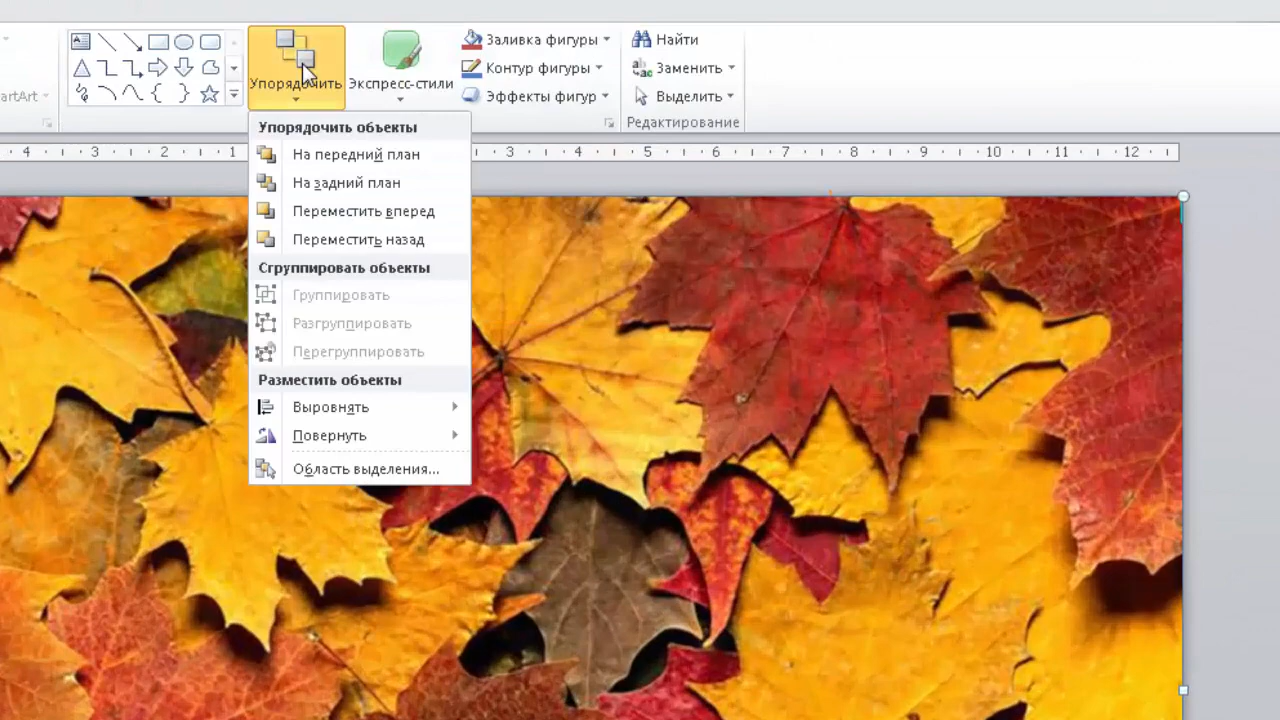 artArt
Упорядочить
Экспресс-стили
Заливка фигуры
Контур фигуры
Эффекты фигур
Найти
Заменить
Выделить
Редактирование
4 3 2 1 3 4 5 6 7 8 9 10 11 12
Упорядочить объекты
На передний план
На задний план
Переместить вперед
Переместить назад
Сгруппировать объекты
Группировать
Разгруппировать
Перегруппировать
Разместить объекты
Выровнять
Повернуть
Область выделения...